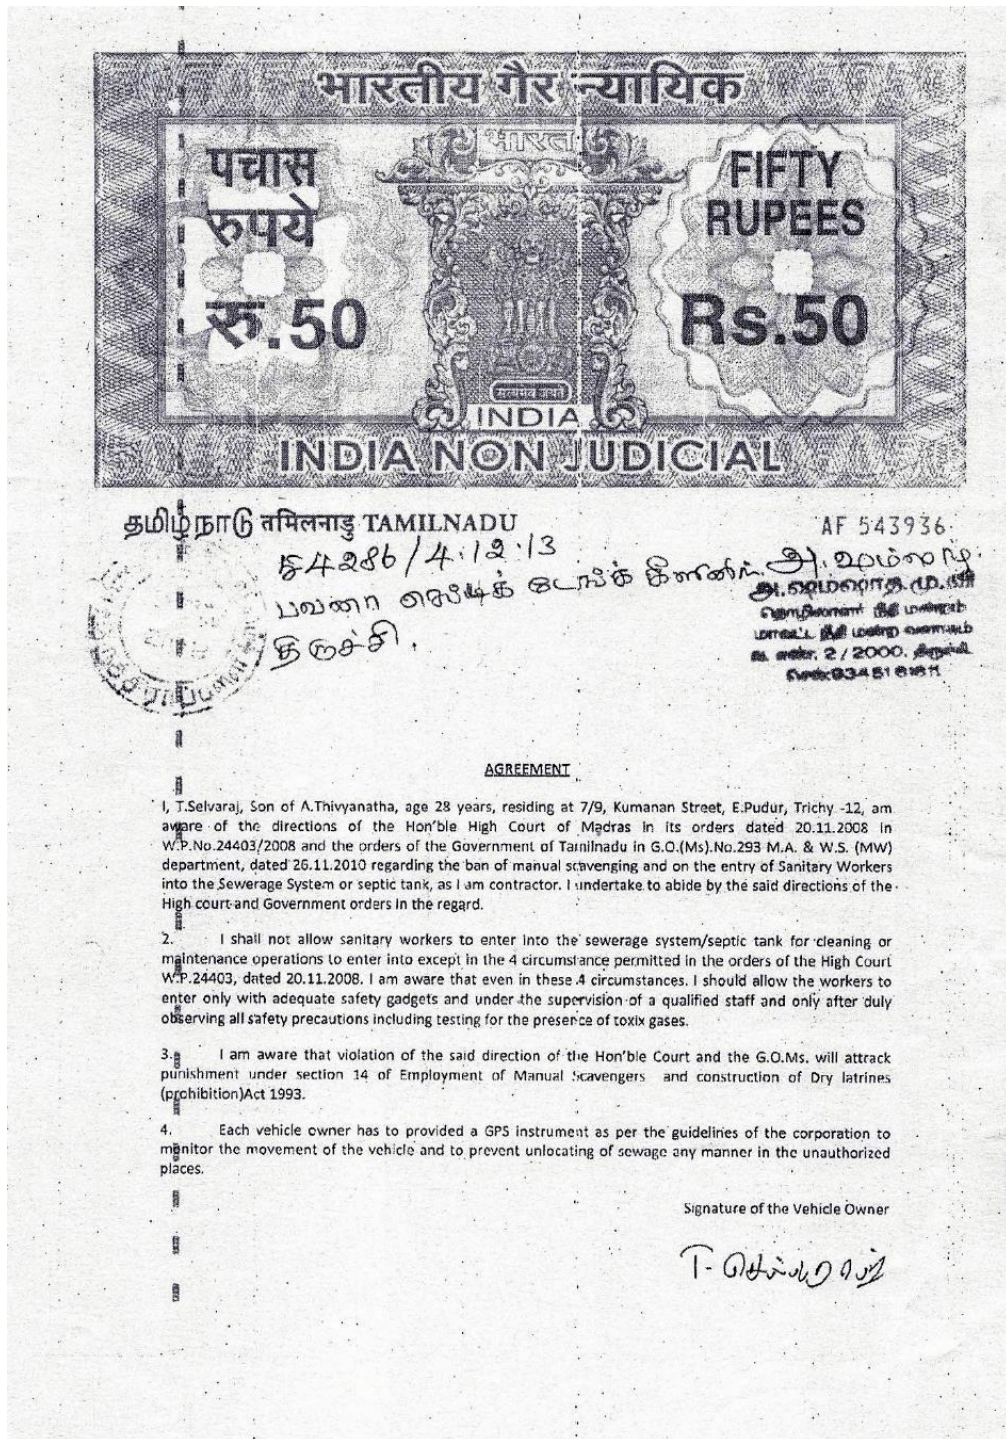 भारतीय गैर न्यायिक
भारत
पचास
रुपये
रु.50
FIFTY
RUPEES
Rs.50
सत्यमेव जयते
INDIA
INDIA NON JUDICIAL
தமிழ்நாடு तमिलनाडु TAMILNADU
AF 543936
4286/4.12.13
செப்டிக் டேங்க்
திருச்சி.
2/2000.
AGREEMENT
I, T.Selvaraj, Son of A.Thivyanatha, age 28 years, residing at 7/9, Kumanan Street, E.Pudur, Trichy -12, am
aware of the directions of the Hon'ble High Court of Madras in its orders dated 20.11.2008 in
W.P.No.24403/2008 and the orders of the Government of Tamilnadu in G.O.(Ms).No.293 M.A. & W.S. (MW)
department, dated 26.11.2010 regarding the ban of manual scavenging and on the entry of Sanitary Workers
into the Sewerage System or septic tank, as I am contractor. I undertake to abide by the said directions of the
High court and Government orders in the regard.
2. I shall not allow sanitary workers to enter into the sewerage system/septic tank for cleaning or
maintenance operations to enter into except in the 4 circumstance permitted in the orders of the High Court
W.P.24403, dated 20.11.2008. I am aware that even in these 4 circumstances. I should allow the workers to
enter only with adequate safety gadgets and under the supervision of a qualified staff and only after duly
observing all safety precautions including testing for the presence of toxix gases.
3. I am aware that violation of the said direction of the Hon'ble Court and the G.O.Ms. will attrack
punishment under section 14 of Employment of Manual Scavengers and construction of Dry latrines
(prohibition)Act 1993.
4. Each vehicle owner has to provided a GPS instrument as per the guidelines of the corporation to
monitor the movement of the vehicle and to prevent unlocating of sewage any manner in the unauthorized
places.
Signature of the Vehicle Owner
T. செல்வராஜ்